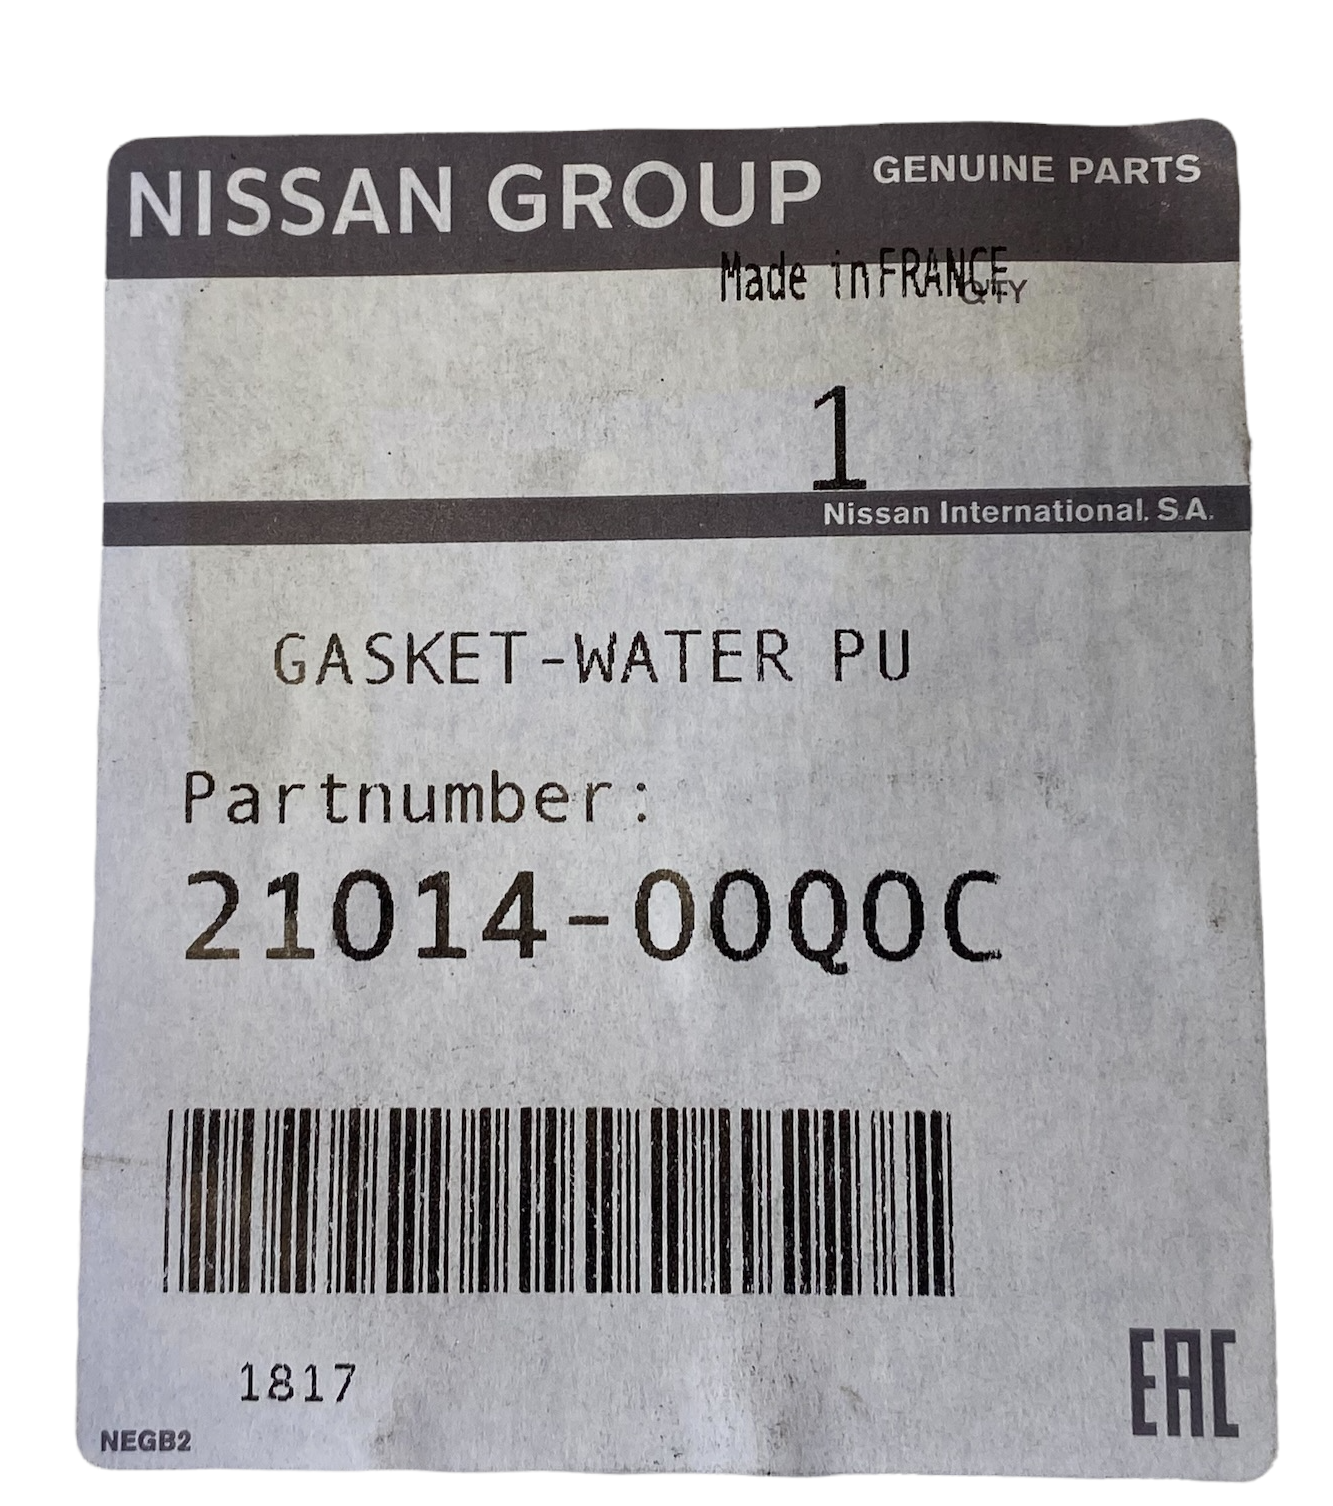 NISSAN GROUP GENUINE PARTS
Made in FRANCE
Q'TY
1
Nissan International. S.A.
GASKET-WATER PU
Partnumber:
21014-00Q0C
1817
NEGB2
EAC